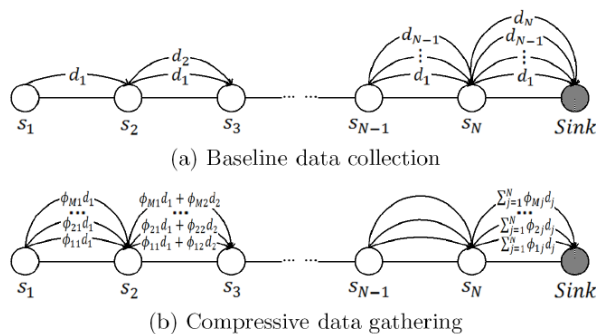 d_N
d_{N-1} d_{N-1}
d_2 ⋮ ⋮
d_1 d_1 d_1 d_1
... ...
s_1 s_2 s_3 s_{N-1} s_N Sink
(a) Baseline data collection
ϕ_{M1}d_1 ϕ_{M1}d_1 + ϕ_{M2}d_2 ∑_{j=1}^{N} ϕ_{Mj}d_j
... ... ...
ϕ_{21}d_1 ϕ_{21}d_1 + ϕ_{22}d_2 ∑_{j=1}^{N} ϕ_{2j}d_j
ϕ_{11}d_1 ϕ_{11}d_1 + ϕ_{12}d_2 ∑_{j=1}^{N} ϕ_{1j}d_j
... ...
s_1 s_2 s_3 s_{N-1} s_N Sink
(b) Compressive data gathering